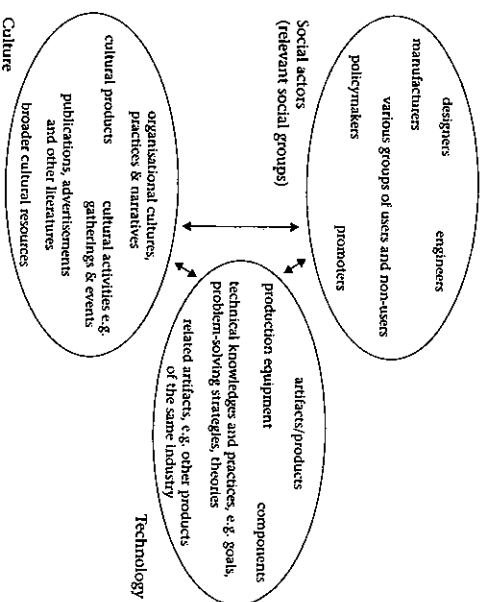 Social actors
(relevant social groups)
designers
engineers
manufacturers
various groups of users and non-users
policymakers
promoters
artifacts/products
production equipment
components
technical knowledges and practices, e.g. goals,
problem-solving strategies, theories
related artifacts, e.g. other products
of the same industry
Technology
organisational cultures,
practices & narratives
cultural products
cultural activities e.g.
gatherings & events
publications, advertisements
and other literatures
broader cultural resources
Culture